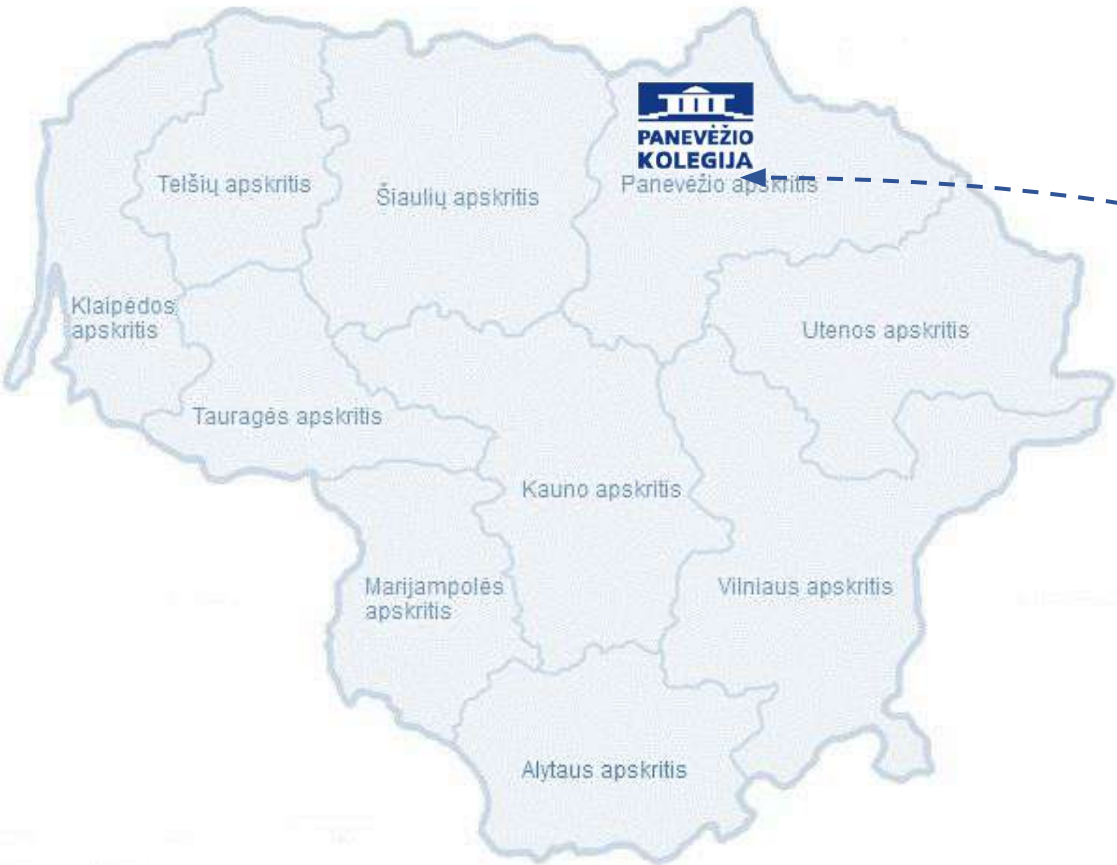 PANEVĖŽIO
KOLEGIJA
Telšių apskritis
Šiaulių apskritis
Panevėžio apskritis
Klaipėdos
apskritis
Utenos apskritis
Tauragės apskritis
Kauno apskritis
Marijampolės
apskritis
Vilniaus apskritis
Alytaus apskritis